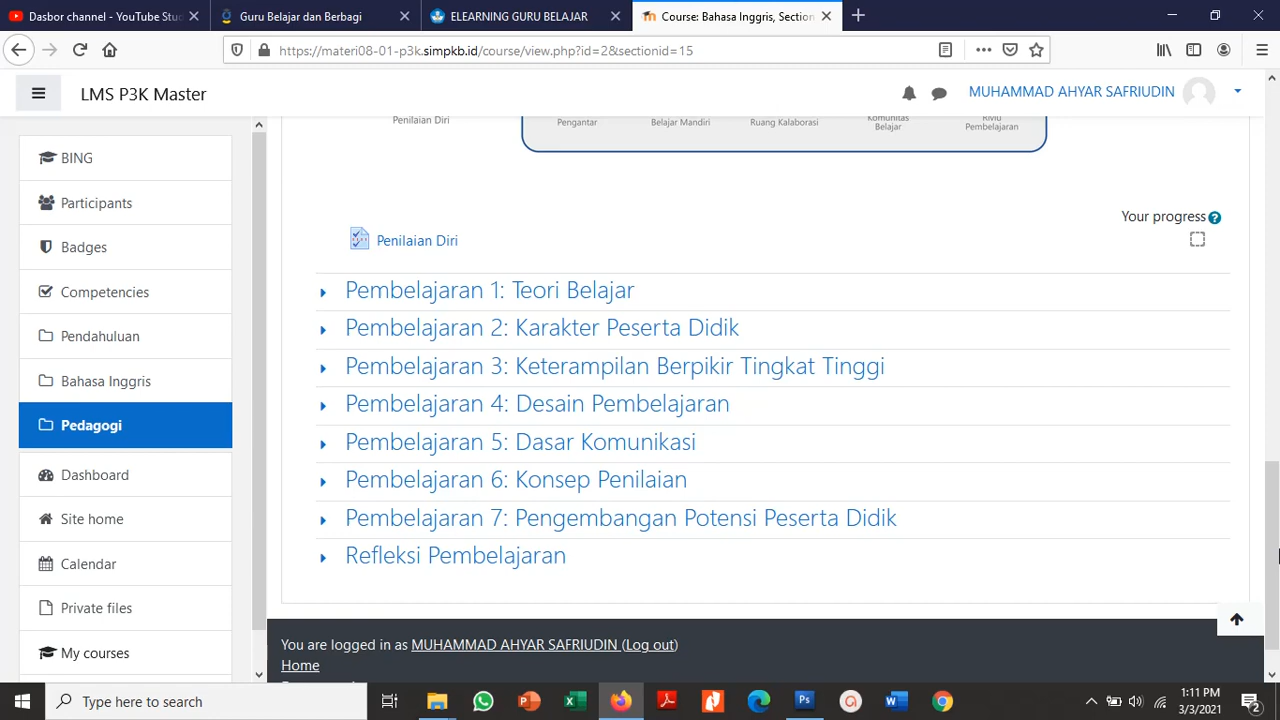 Dasbor channel - YouTube Stu
Guru Belajar dan Berbagi
ELEARNING GURU BELAJAR
Course: Bahasa Inggris, Section
https://materi08-01-p3k.simpkb.id/course/view.php?id=2&sectionid=15
LMS P3K Master
MUHAMMAD AHYAR SAFRIUDIN
Penilaian Diri
Pengantar
Belajar Mandiri
Ruang Kalaborasi
Komunitas
Belajar
Riviu
Pembelajaran
BING
Participants
Badges
Competencies
Pendahuluan
Bahasa Inggris
Pedagogi
Dashboard
Site home
Calendar
Private files
My courses
Your progress
Penilaian Diri
Pembelajaran 1: Teori Belajar
Pembelajaran 2: Karakter Peserta Didik
Pembelajaran 3: Keterampilan Berpikir Tingkat Tinggi
Pembelajaran 4: Desain Pembelajaran
Pembelajaran 5: Dasar Komunikasi
Pembelajaran 6: Konsep Penilaian
Pembelajaran 7: Pengembangan Potensi Peserta Didik
Refleksi Pembelajaran
You are logged in as MUHAMMAD AHYAR SAFRIUDIN (Log out)
Home
Type here to search
1:11 PM
3/3/2021
2